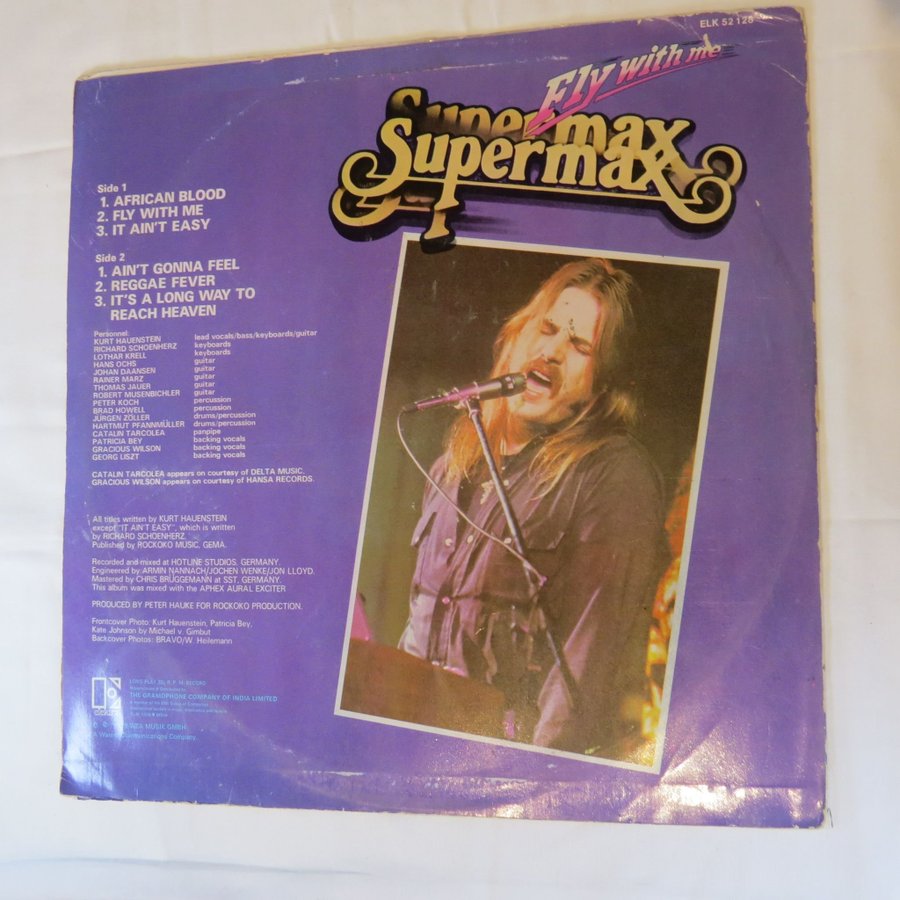 ELK 52 128
Fly with me
Supermax
Supermax
Side 1
1. AFRICAN BLOOD
2. FLY WITH ME
3. IT AIN'T EASY
Side 2
1. AIN'T GONNA FEEL
2. REGGAE FEVER
3. IT'S A LONG WAY TO
REACH HEAVEN
Personnel:
KURT HAUENSTEIN lead vocals/bass/keyboards/guitar
RICHARD SCHOENHERZ keyboards
LOTHAR KRELL keyboards
HANS OCHS guitar
JOHAN DAANSEN guitar
RAINER MARZ guitar
THOMAS JAUER guitar
ROBERT MUSENBICHLER guitar
PETER KOCH percussion
BRAD HOWELL percussion
JÜRGEN ZÖLLER drums/percussion
HARTMUT PFANNMÜLLER drums/percussion
CATALIN TARCOLEA panpipe
PATRICIA BEY backing vocals
GRACIOUS WILSON backing vocals
GEORG LISZT backing vocals
CATALIN TARCOLEA appears on courtesy of DELTA MUSIC.
GRACIOUS WILSON appears on courtesy of HANSA RECORDS.
All titles written by KURT HAUENSTEIN
except "IT AIN'T EASY", which is written
by RICHARD SCHOENHERZ.
Published by ROCKOKO MUSIC, GEMA.
Recorded and mixed at HOTLINE STUDIOS, GERMANY.
Engineered by ARMIN NANNACH/JOCHEN WENKE/JON LLOYD.
Mastered by CHRIS BRÜGGEMANN at SST, GERMANY.
This album was mixed with the APHEX AURAL EXCITER
PRODUCED BY PETER HAUKE FOR ROCKOKO PRODUCTION.
Frontcover Photo: Kurt Hauenstein, Patricia Bey,
Kate Johnson by Michael v. Gimbut
Backcover Photos: BRAVO/W. Heilemann
LONG PLAY 33⅓ R. P. M. RECORD
THE GRAMOPHONE COMPANY OF INDIA LIMITED
WEA MUSIK GMBH
A Warner Communications Company